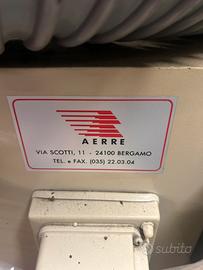 AERRE
VIA SCOTTI, 11 - 24100 BERGAMO
TEL. e FAX. (035) 22.03.04
subito